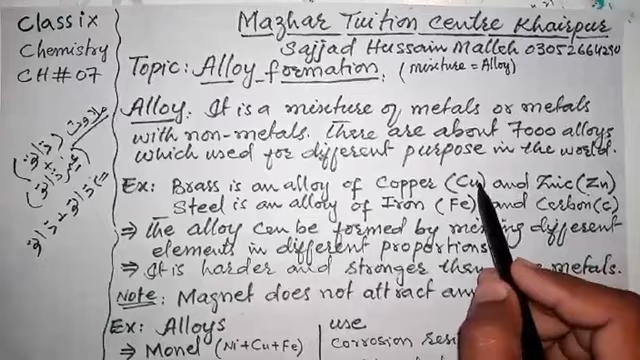 Class ix
Chemistry
CH#07
Mazhar Tuition Centre Khairpur
Sajjad Hussain Malleh
Topic: Alloy formation. (mixture = Alloy)
Alloy. It is a mixture of metals or metals
with non-metals. There are about 7000 alloys
which used for different purpose in the world.
Ex: Brass is an alloy of Copper (Cu) and Zinc (Zn)
Steel is an alloy of Iron (Fe) and Carbon(C)
⇒ The alloy can be formed by different
elements in different proportions
⇒ It is harder and stronger metals.
Note: Magnet does not attract
Ex: Alloys
use
⇒ Monel (Ni+Cu+Fe)
Corrosion